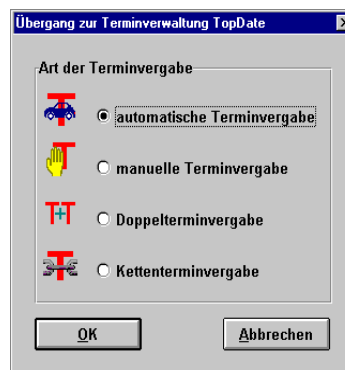 Übergang zur Terminverwaltung TopDate
Art der Terminvergabe
automatische Terminvergabe
manuelle Terminvergabe
T+T Doppelterminvergabe
Kettenterminvergabe
OK Abbrechen